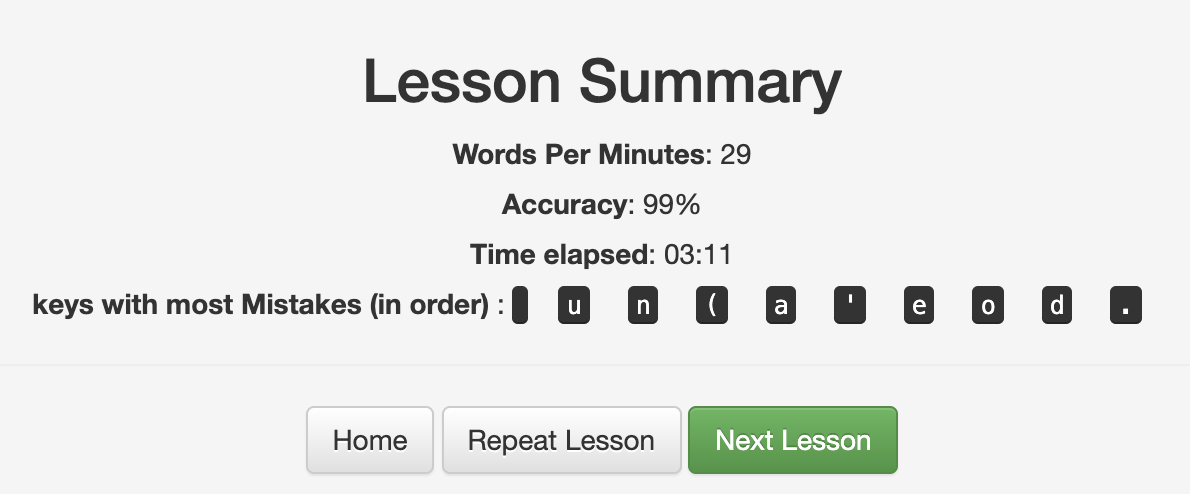 Lesson Summary
Words Per Minutes: 29
Accuracy: 99%
Time elapsed: 03:11
keys with most Mistakes (in order) :   u n ( a ' e o d .
Home Repeat Lesson Next Lesson